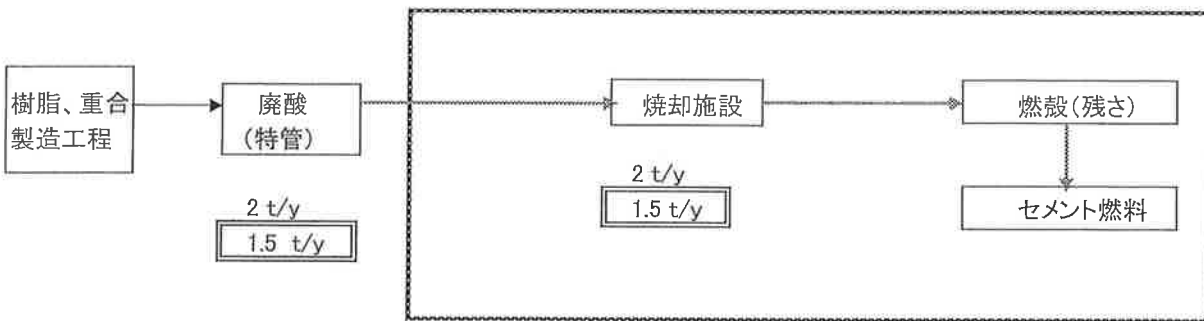 樹脂、重合
製造工程
廃酸
(特管)
焼却施設
燃殻(残さ)
2 t/y
1.5 t/y
2 t/y
1.5 t/y
セメント燃料